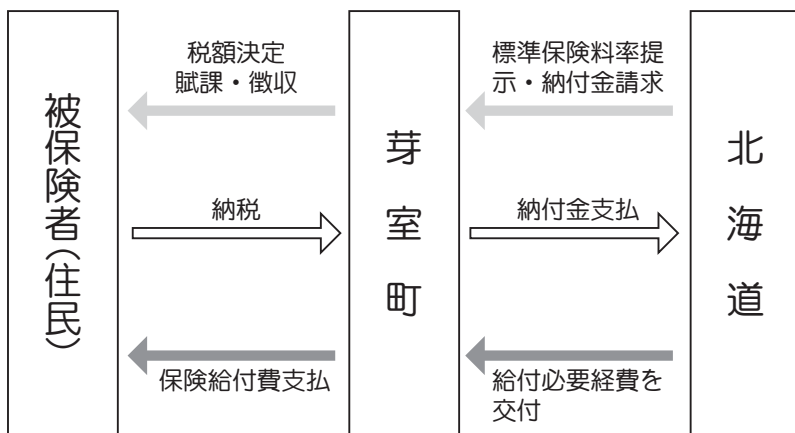 被保険者(住民)
税額決定
賦課・徴収
納税
保険給付費支払
芽室町
標準保険料率提
示・納付金請求
納付金支払
給付必要経費を
交付
北海道